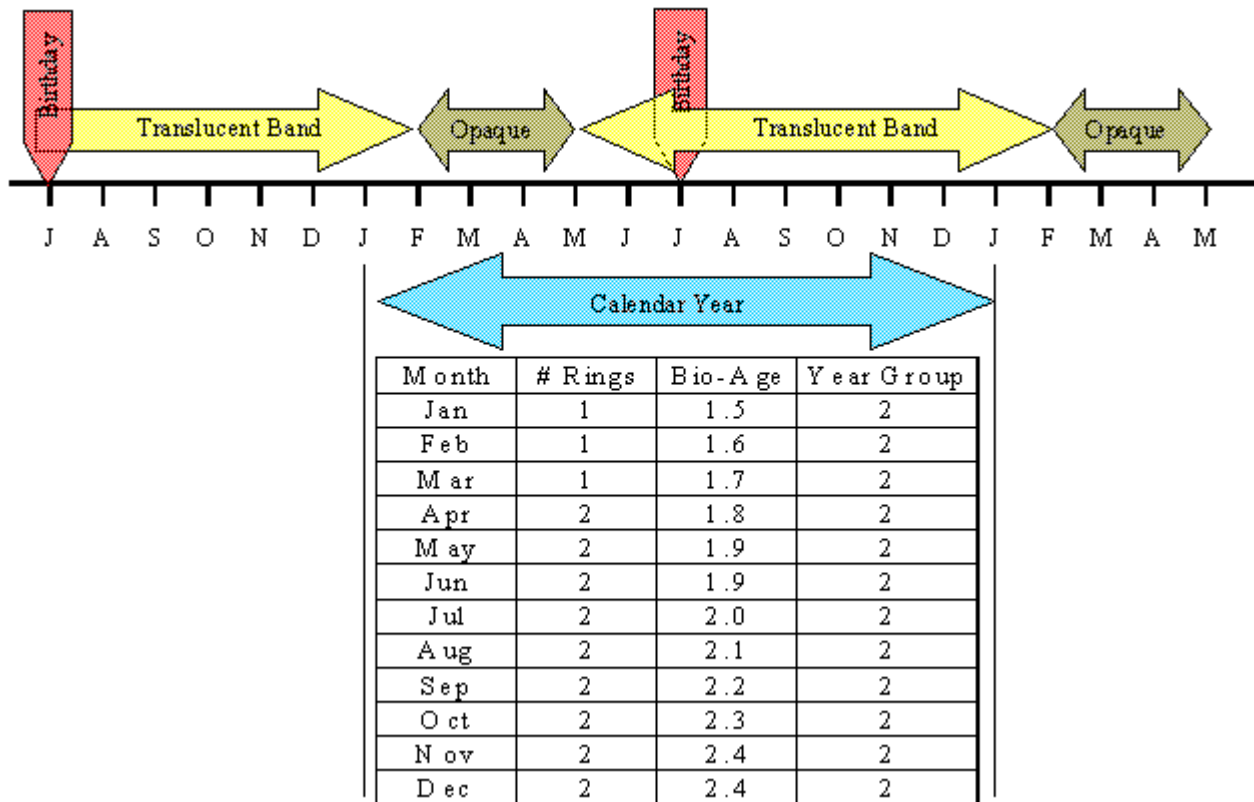 Birthday Birthday
Translucent Band Opaque Translucent Band Opaque
J A S O N D J F M A M J J A S O N D J F M A M
Calendar Year
Month # Rings Bio-Age Year Group
Jan 1 1.5 2
Feb 1 1.6 2
Mar 1 1.7 2
Apr 2 1.8 2
May 2 1.9 2
Jun 2 1.9 2
Jul 2 2.0 2
Aug 2 2.1 2
Sep 2 2.2 2
Oct 2 2.3 2
Nov 2 2.4 2
Dec 2 2.4 2